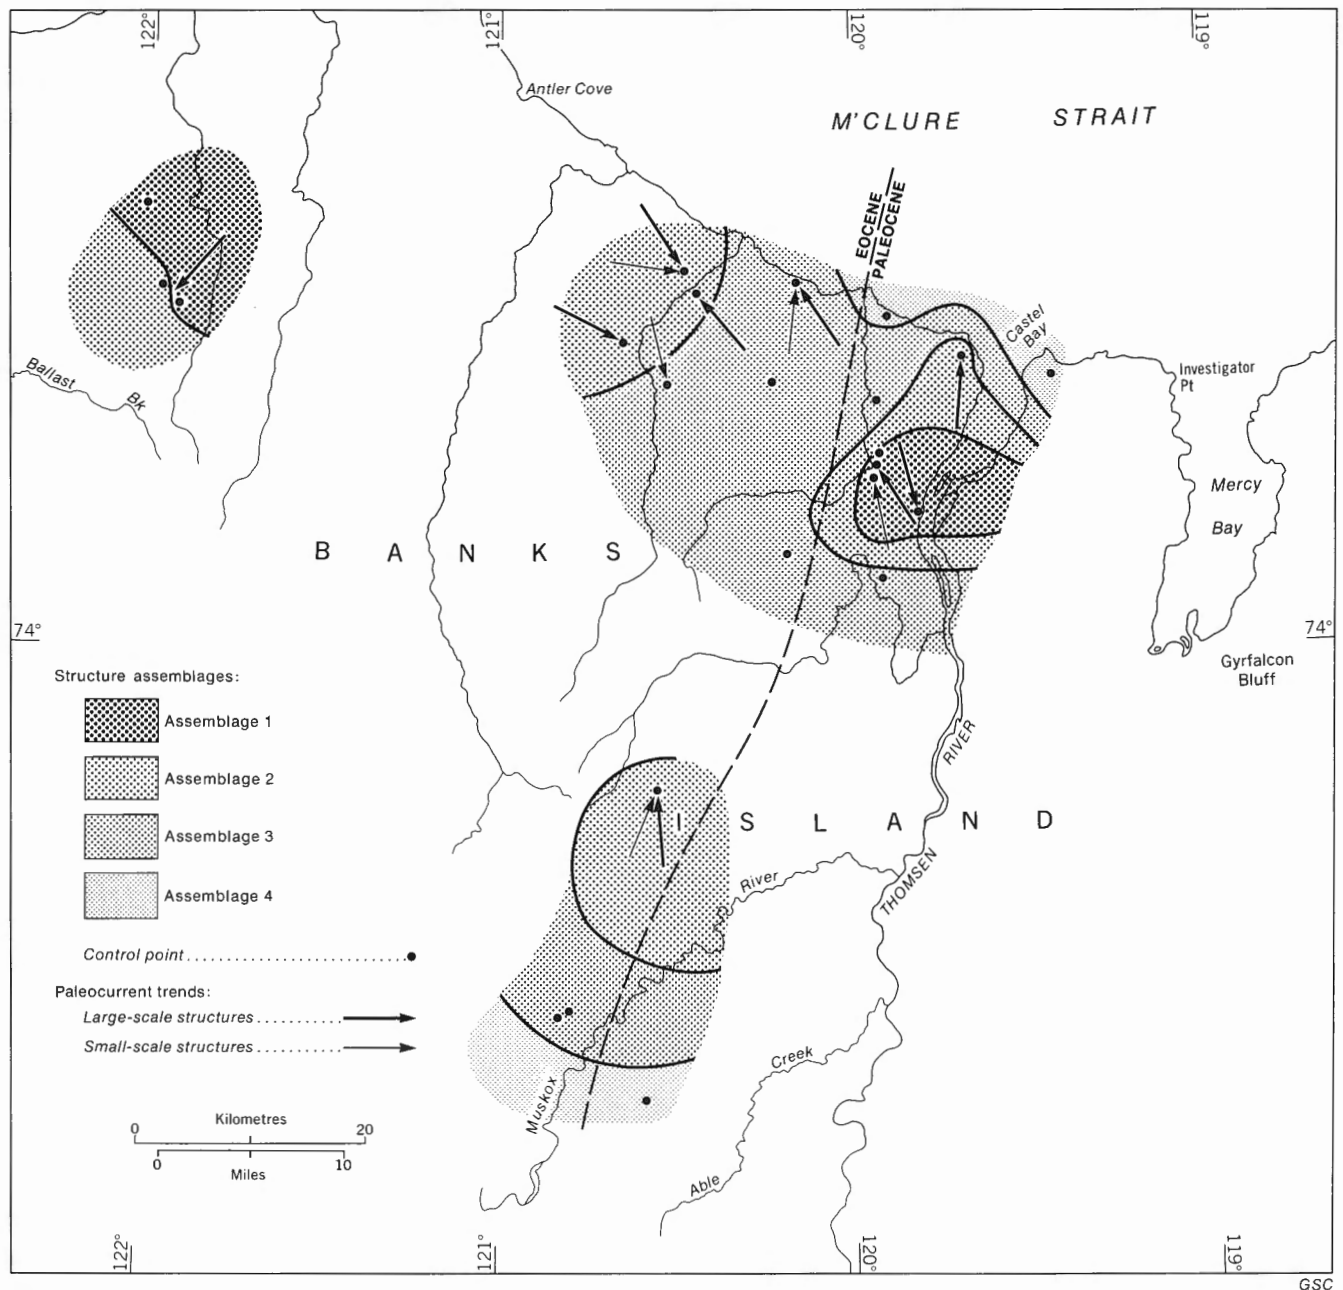 122°
121°
120°
119°
Antler Cove
M'CLURE STRAIT
EOCENE
PALEOCENE
Castel
Bay
Investigator
Pt
Ballast
Bk
Mercy
Bay
BANKS
74°
74°
Gyrfalcon
Bluff
Structure assemblages:
Assemblage 1
Assemblage 2
Assemblage 3
Assemblage 4
RIVER
ISLAND
THOMSEN
River
Control point
Paleocurrent trends:
Large-scale structures
Small-scale structures
Creek
Muskox
Able
Kilometres
0 20
0 10
Miles
122°
121°
120°
119°
GSC